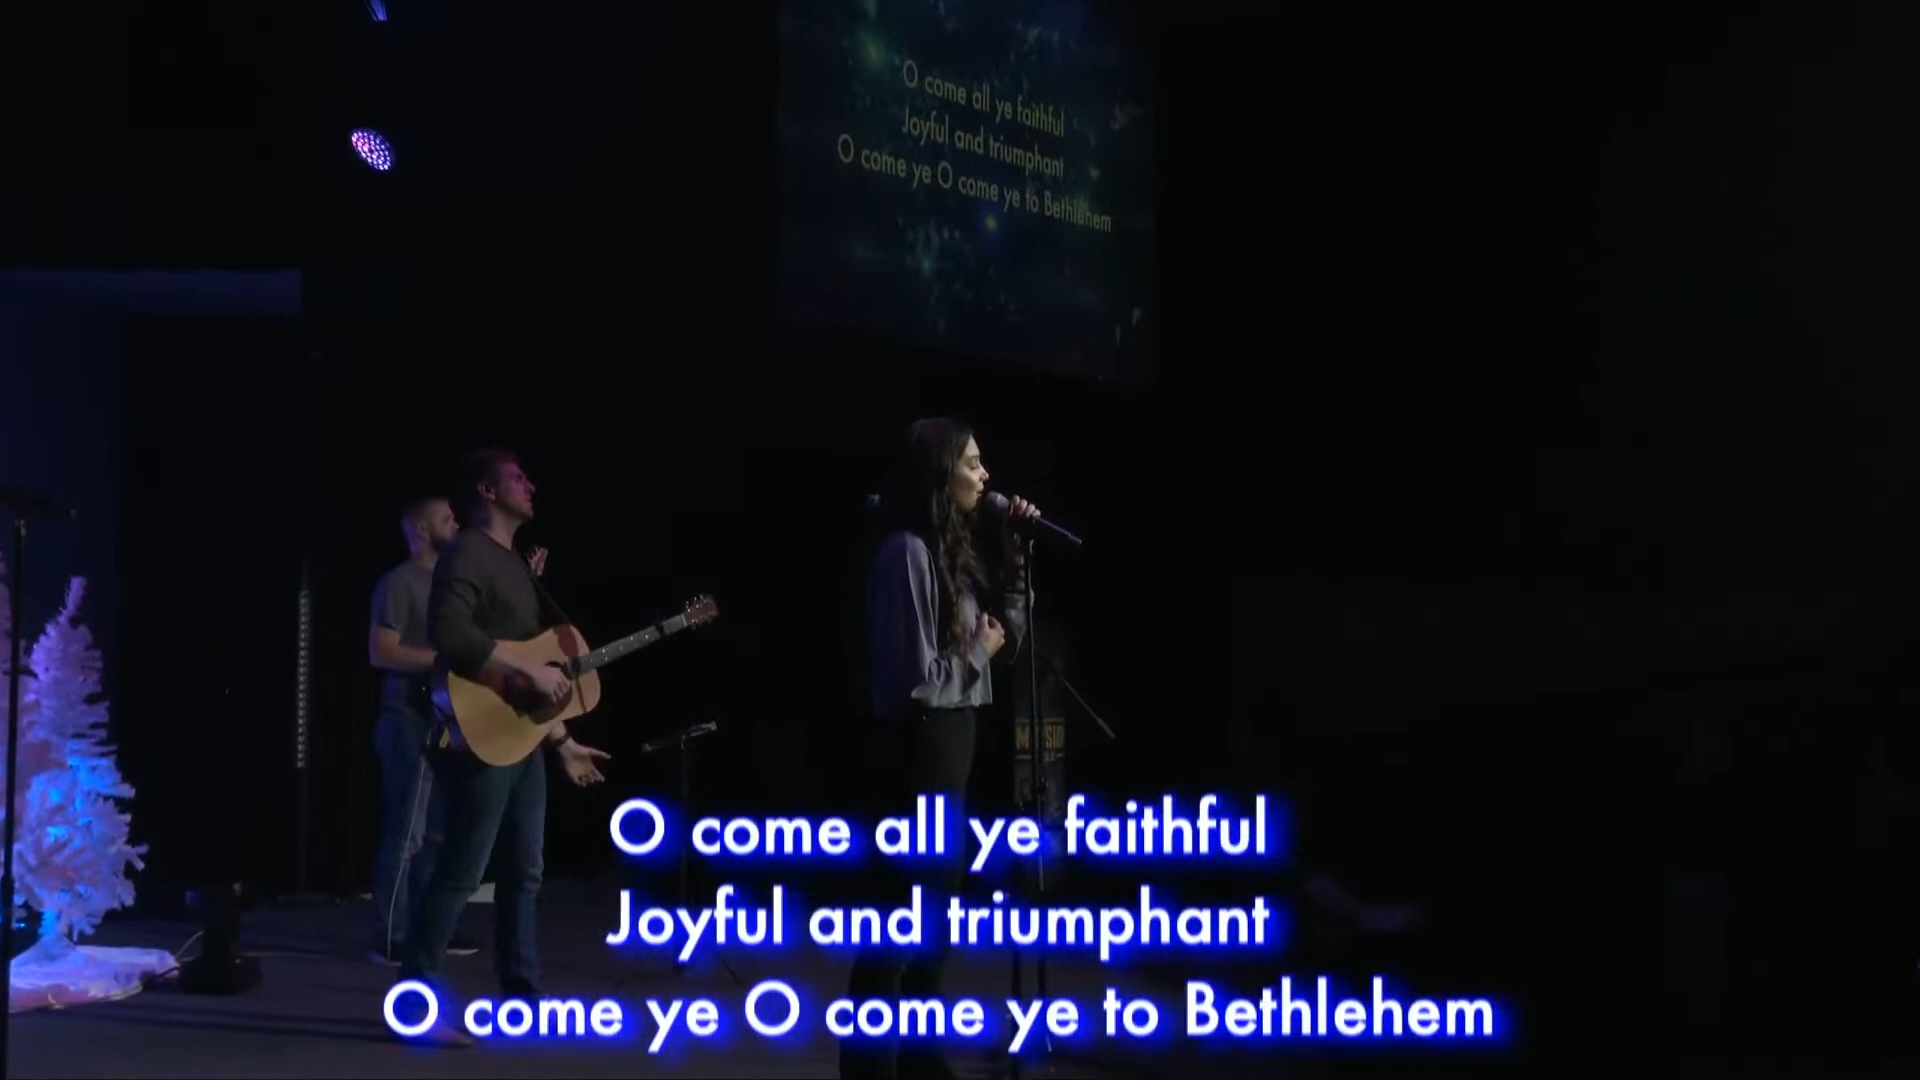 O come all ye faithful
Joyful and triumphant
O come ye O come ye to Bethlehem
O come all ye faithful
Joyful and triumphant
O come ye O come ye to Bethlehem